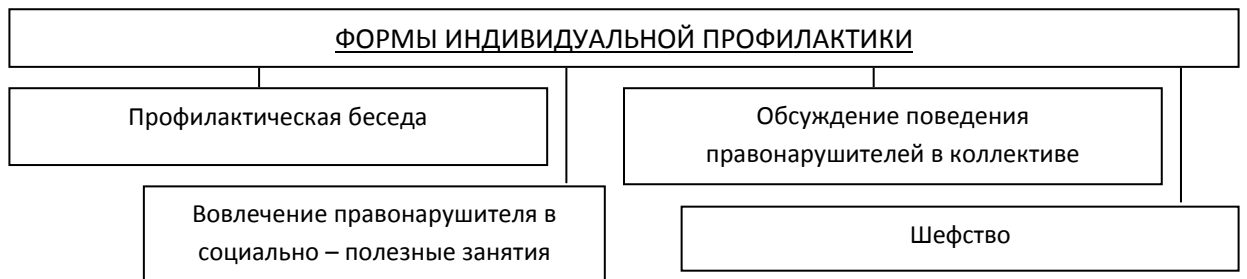 ФОРМЫ ИНДИВИДУАЛЬНОЙ ПРОФИЛАКТИКИ
Профилактическая беседа
Обсуждение поведения
правонарушителей в коллективе
Вовлечение правонарушителя в
социально – полезные занятия
Шефство